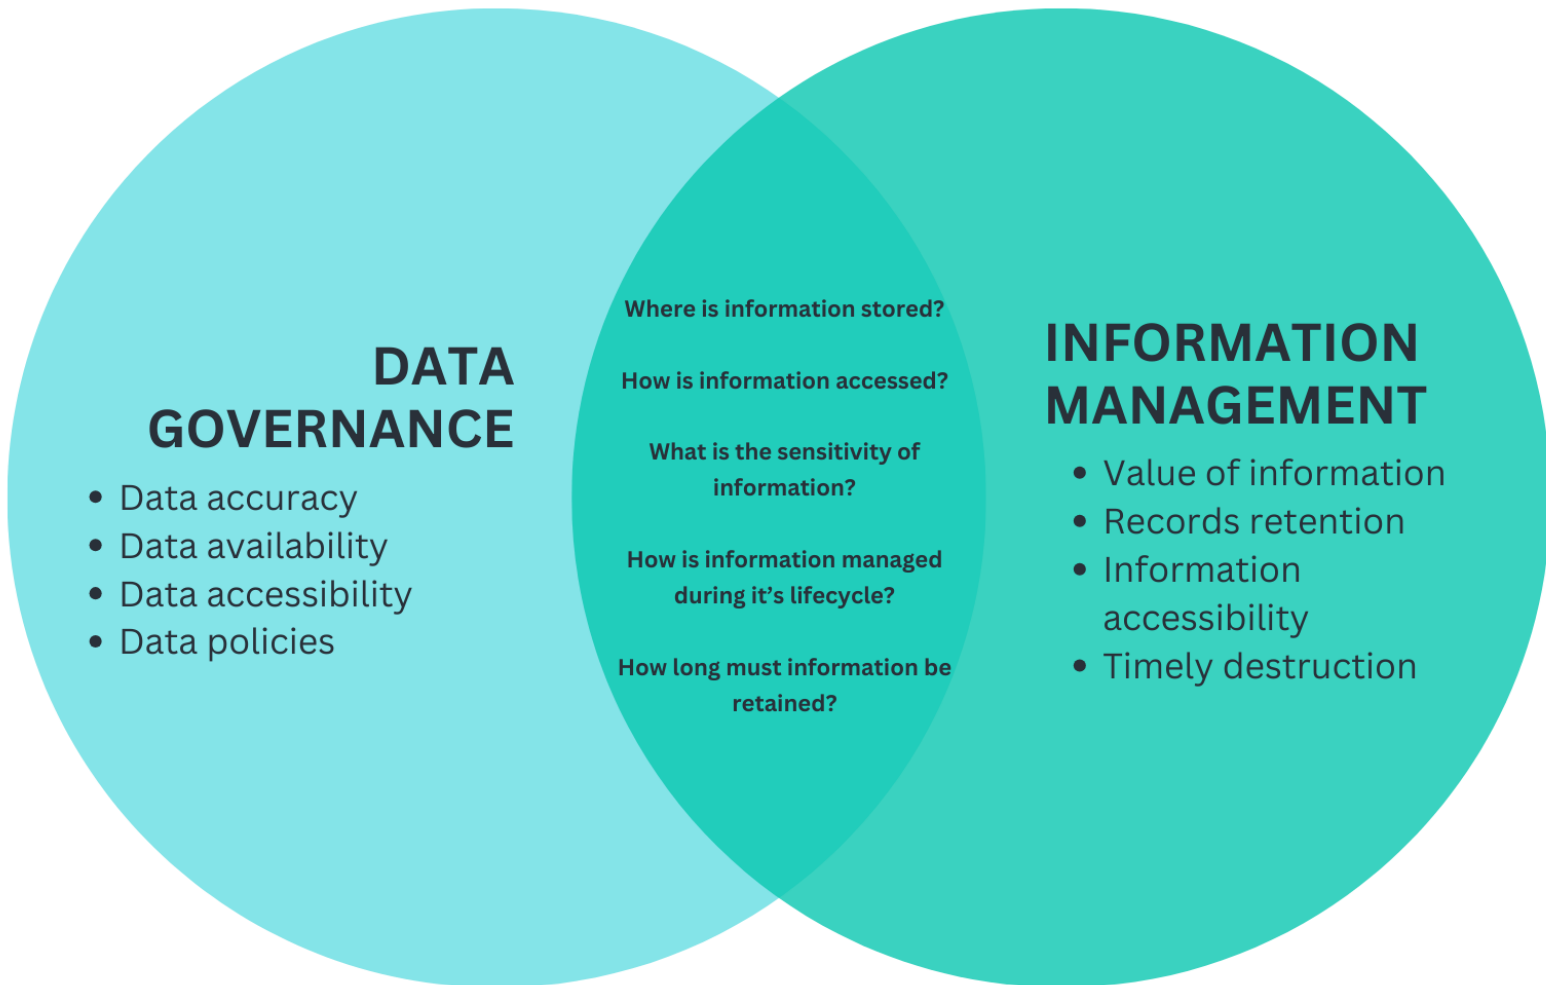 DATA
GOVERNANCE
• Data accuracy
• Data availability
• Data accessibility
• Data policies
Where is information stored?
How is information accessed?
What is the sensitivity of
information?
How is information managed
during it’s lifecycle?
How long must information be
retained?
INFORMATION
MANAGEMENT
• Value of information
• Records retention
• Information
accessibility
• Timely destruction